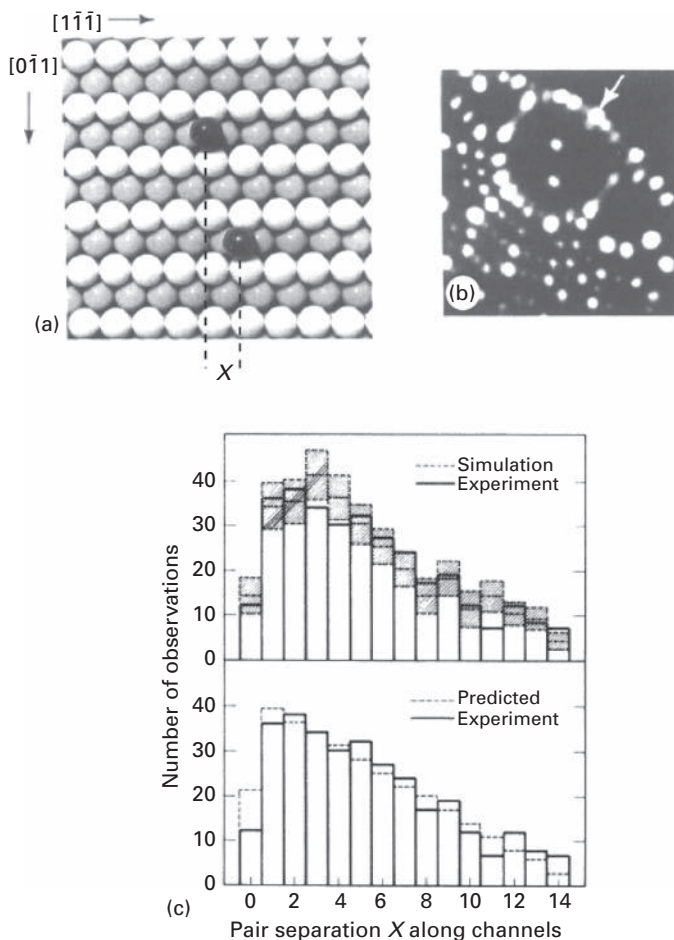 [11̄1̄]
[01̄1]
(a)
X
(b)
Simulation
Experiment
40
30
20
10
0
Number of observations
Predicted
Experiment
40
30
20
10
0
0 2 4 6 8 10 12 14
(c)
Pair separation X along channels